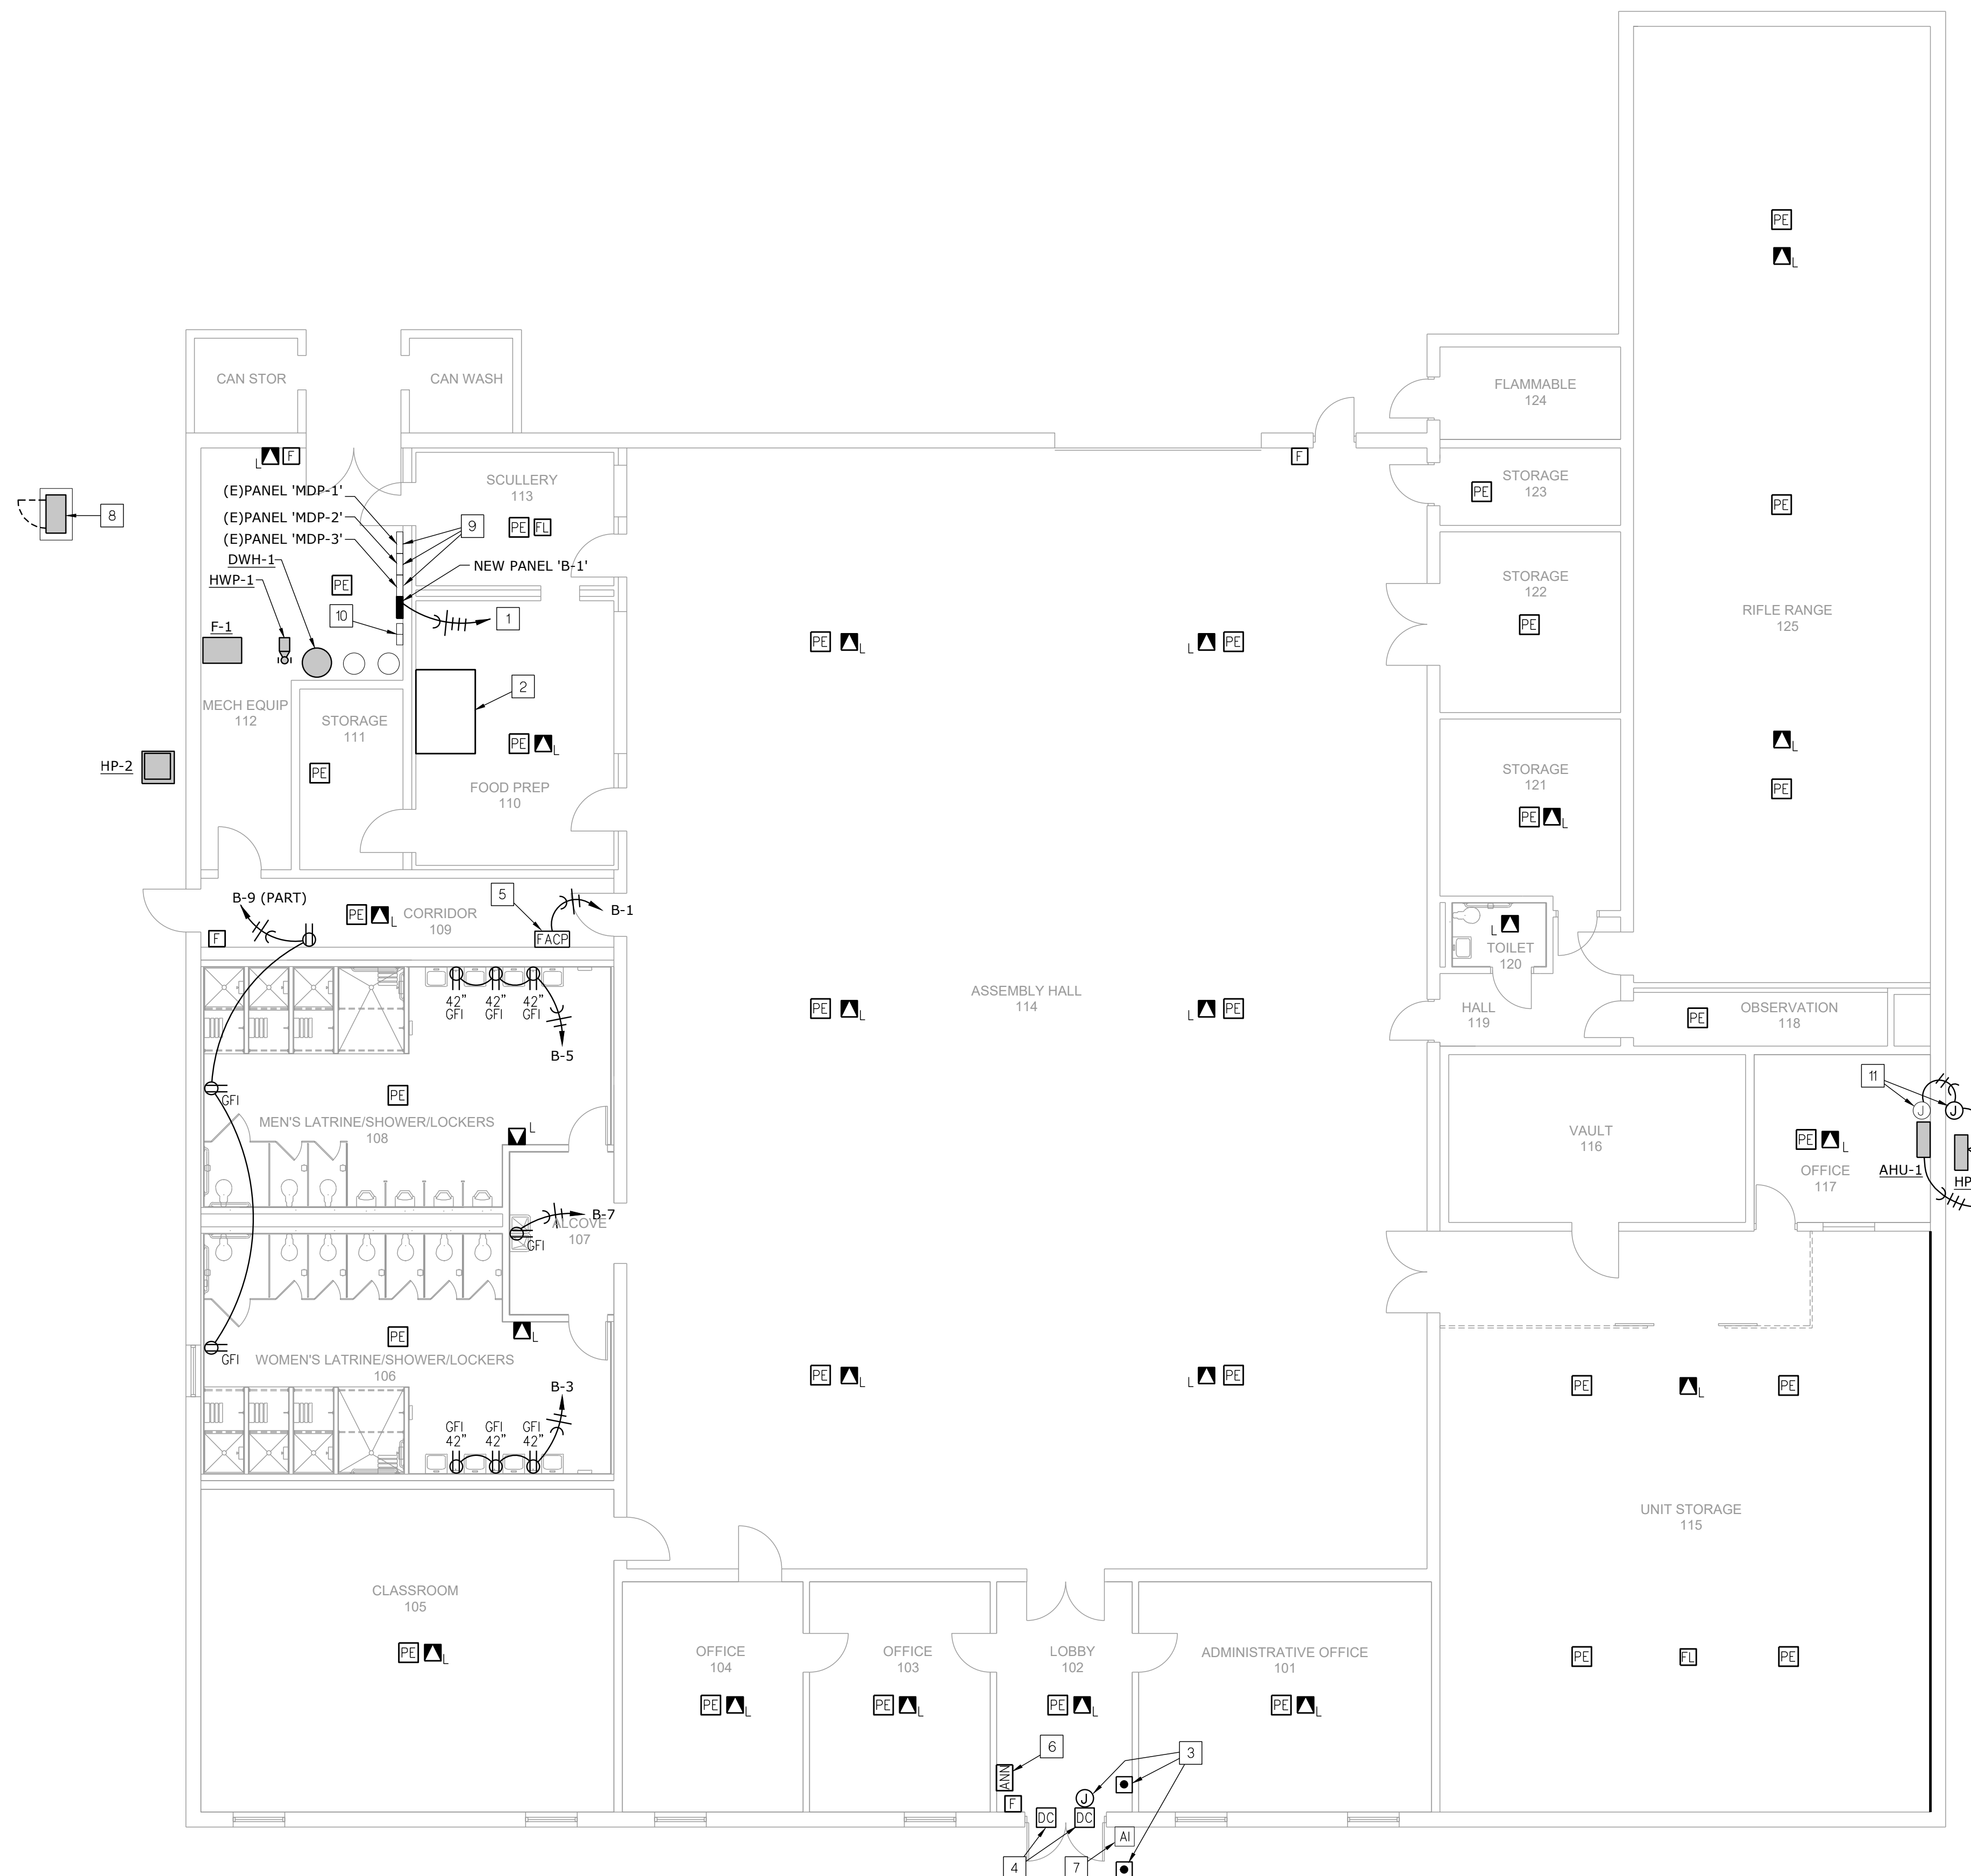 PE
L
PE
RIFLE RANGE
125
L
PE
CAN STOR
CAN WASH
FLAMMABLE
124
L F
SCULLERY
113
F
STORAGE
123
PE
(E)PANEL 'MDP-1'
(E)PANEL 'MDP-2'
(E)PANEL 'MDP-3'
8
9
PE FL
DWH-1
HWP-1
NEW PANEL 'B-1'
PE
10
1
F-1
STORAGE
122
PE
PE L
L PE
2
MECH EQUIP
112
STORAGE
111
PE L
HP-2
PE
FOOD PREP
110
STORAGE
121
PE L
B-9 (PART)
5
B-1
PE L
CORRIDOR
109
F
FACP
L
TOILET
120
42" 42" 42"
GFI GFI GFI
B-5
ASSEMBLY HALL
114
PE L
L PE
HALL
119
PE
OBSERVATION
118
GFI
PE
MEN'S LATRINE/SHOWER/LOCKERS
108
L
11
J J
VAULT
116
PE L
OFFICE
117
AHU-1
HP
B-7
ALCOVE
107
GFI
GFI
PE
L
WOMEN'S LATRINE/SHOWER/LOCKERS
106
B-3
GFI GFI GFI
42" 42" 42"
PE L
L PE
PE
L
PE
UNIT STORAGE
115
PE
FL
PE
CLASSROOM
105
PE L
OFFICE
104
PE L
OFFICE
103
PE L
LOBBY
102
PE L
ADMINISTRATIVE OFFICE
101
PE L
6
3
ANN
F
J
DC
DC
AI
4
7